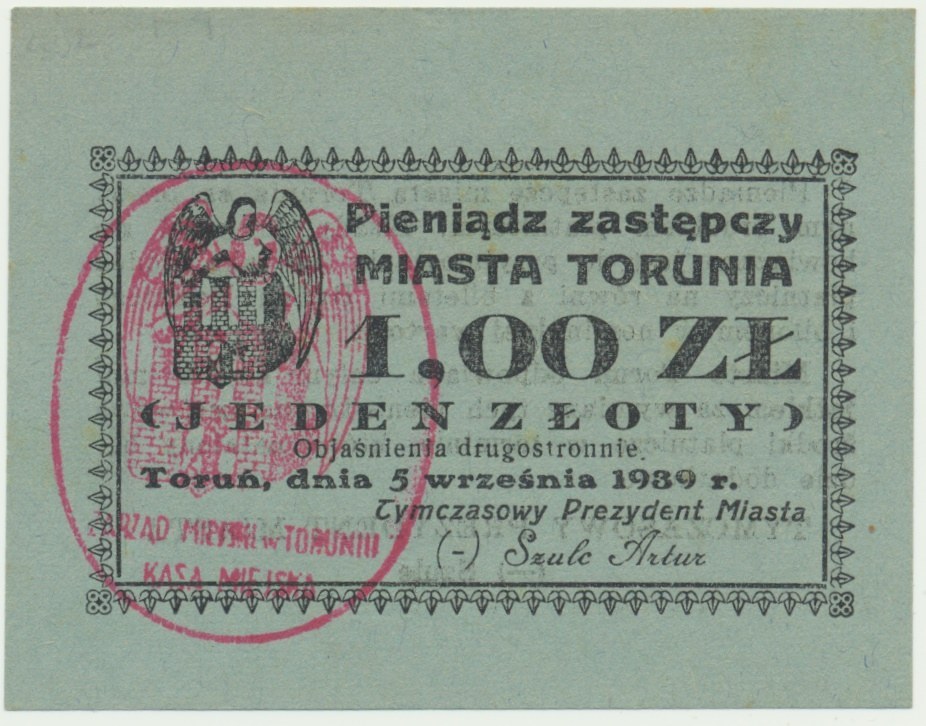 Pieniądz zastępczy
MIASTA TORUNIA
1.00 ZŁ
(JEDEN ZŁOTY)
Objaśnienia drugostronnie.
Toruń, dnia 5 września 1939 r.
Tymczasowy Prezydent Miasta
(-) Szulc Artur
ZARZĄD MIEJSKI w TORUNIU
KASA MIEJSKA